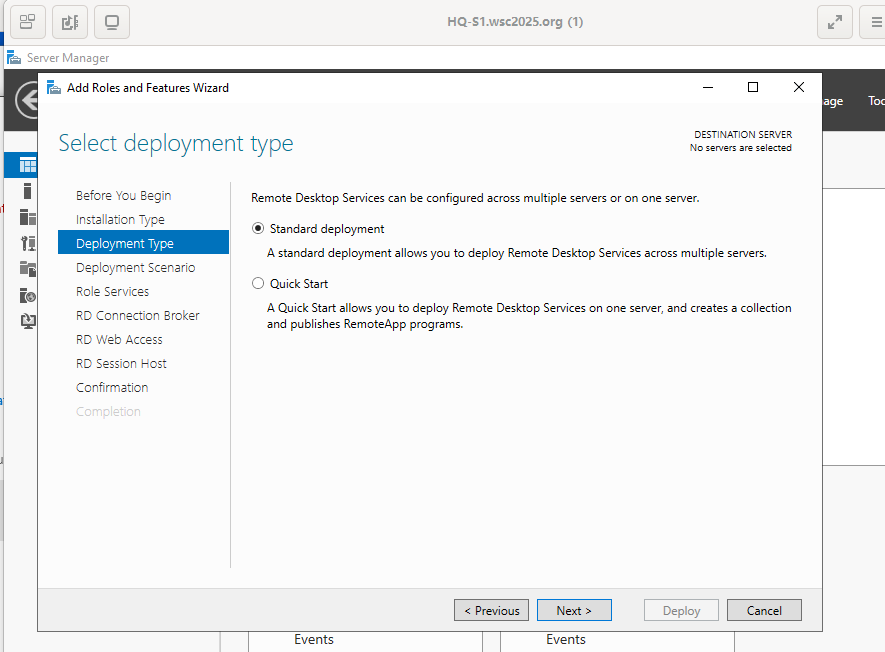 HQ-S1.wsc2025.org (1)
Server Manager
Add Roles and Features Wizard
Select deployment type
DESTINATION SERVER
No servers are selected
Before You Begin
Installation Type
Deployment Type
Deployment Scenario
Role Services
RD Connection Broker
RD Web Access
RD Session Host
Confirmation
Completion
Remote Desktop Services can be configured across multiple servers or on one server.
Standard deployment
A standard deployment allows you to deploy Remote Desktop Services across multiple servers.
Quick Start
A Quick Start allows you to deploy Remote Desktop Services on one server, and creates a collection
and publishes RemoteApp programs.
< Previous
Next >
Deploy
Cancel
Events
Events